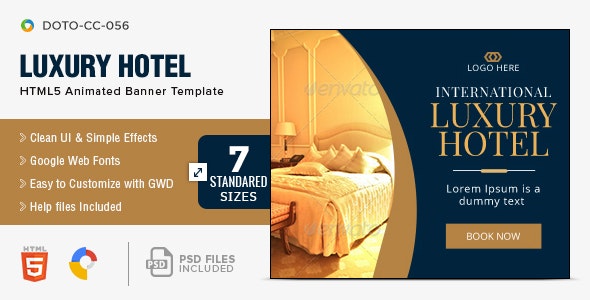 DOTO-CC-056
LUXURY HOTEL
HTML5 Animated Banner Template
Clean UI & Simple Effects
Google Web Fonts
Easy to Customize with GWD
Help files Included
7
STANDARED
SIZES
HTML
5
PSD
PSD FILES
INCLUDED
envato
LOGO HERE
INTERNATIONAL
LUXURY
HOTEL
Lorem Ipsum is a
dummy text
BOOK NOW